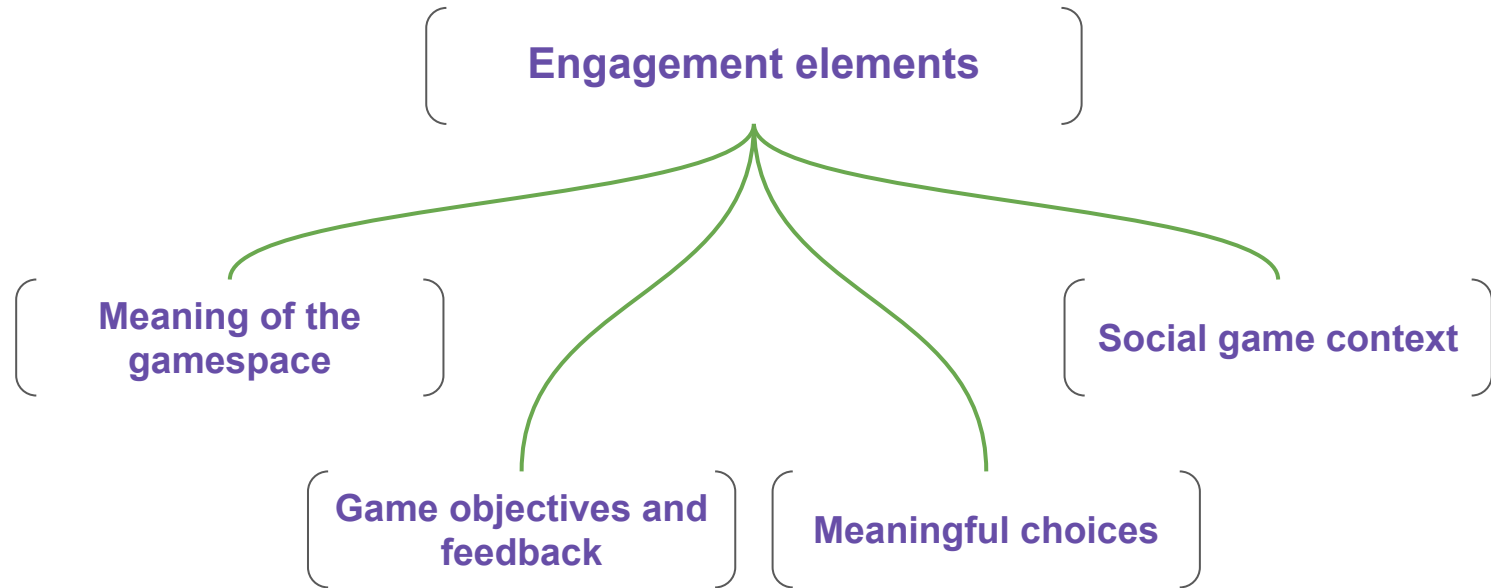 Engagement elements
Meaning of the
gamespace
Social game context
Game objectives and
feedback
Meaningful choices